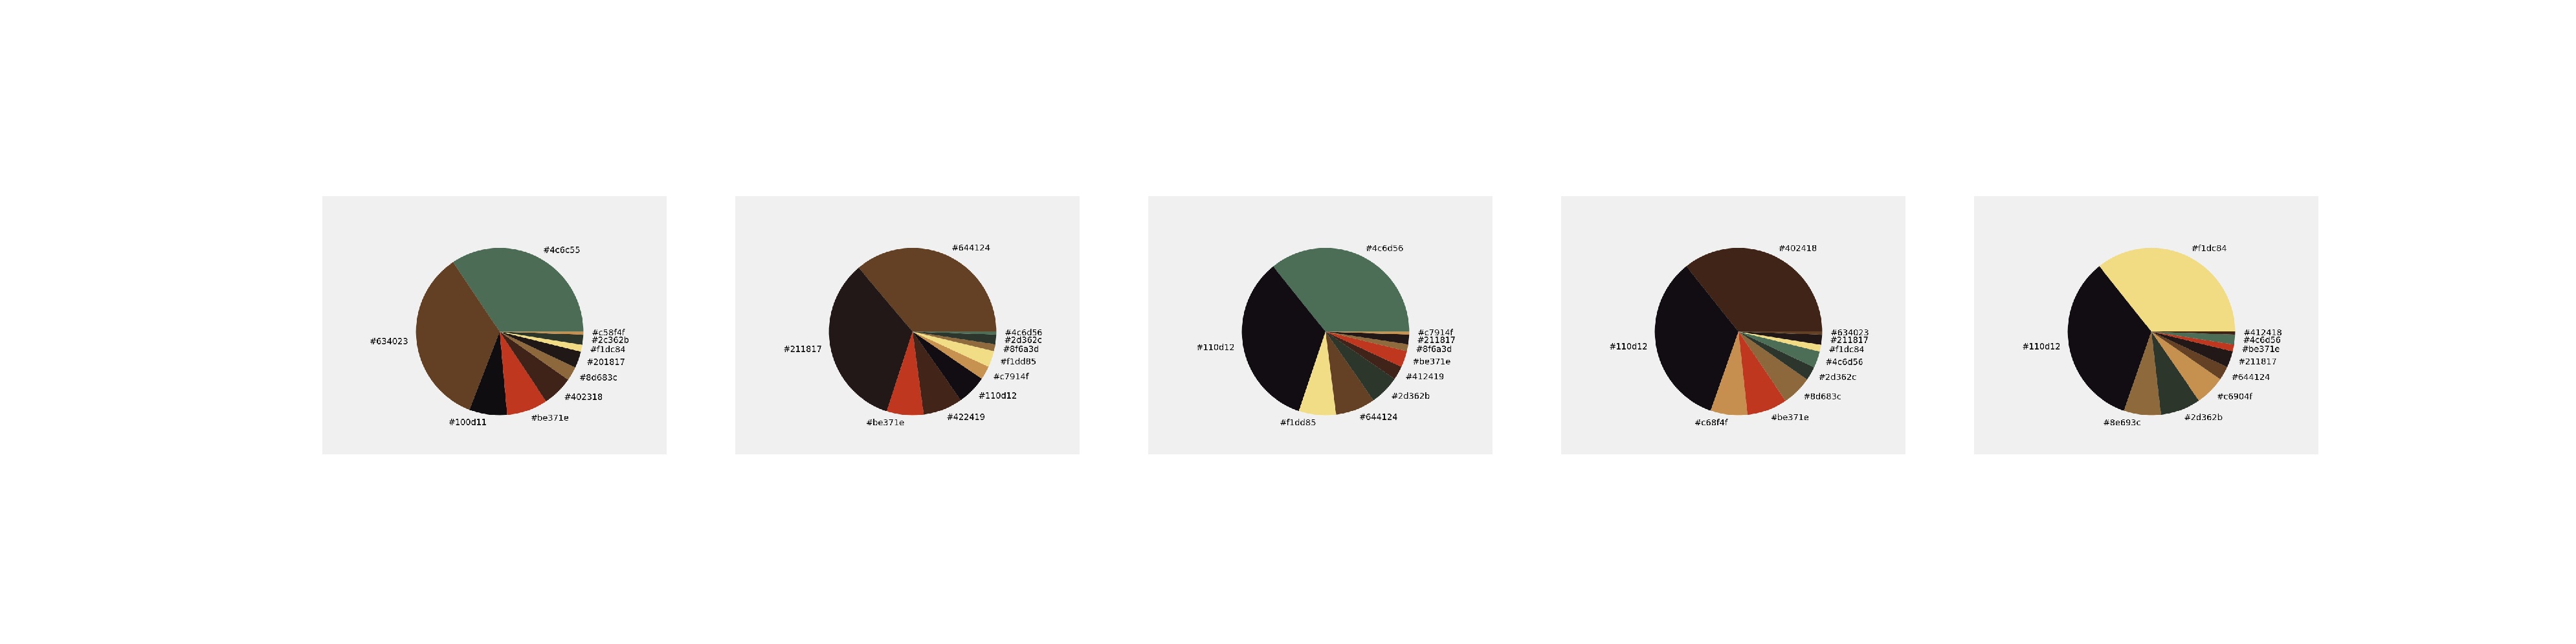 #4c6c55
#634023
#100d11
#be371e
#402318
#8d683c
#201817
#f1dc84
#2c362b
#c58f4f
#644124
#211817
#be371e
#422419
#110d12
#c7914f
#f1dd85
#8f6a3d
#2d362c
#4c6d56
#4c6d56
#110d12
#f1dd85
#644124
#2d362b
#412419
#be371e
#8f6a3d
#211817
#c7914f
#402418
#110d12
#c68f4f
#be371e
#8d683c
#2d362c
#4c6d56
#f1dc84
#211817
#634023
#f1dc84
#110d12
#8e693c
#2d362b
#c6904f
#644124
#211817
#be371e
#4c6d56
#412418